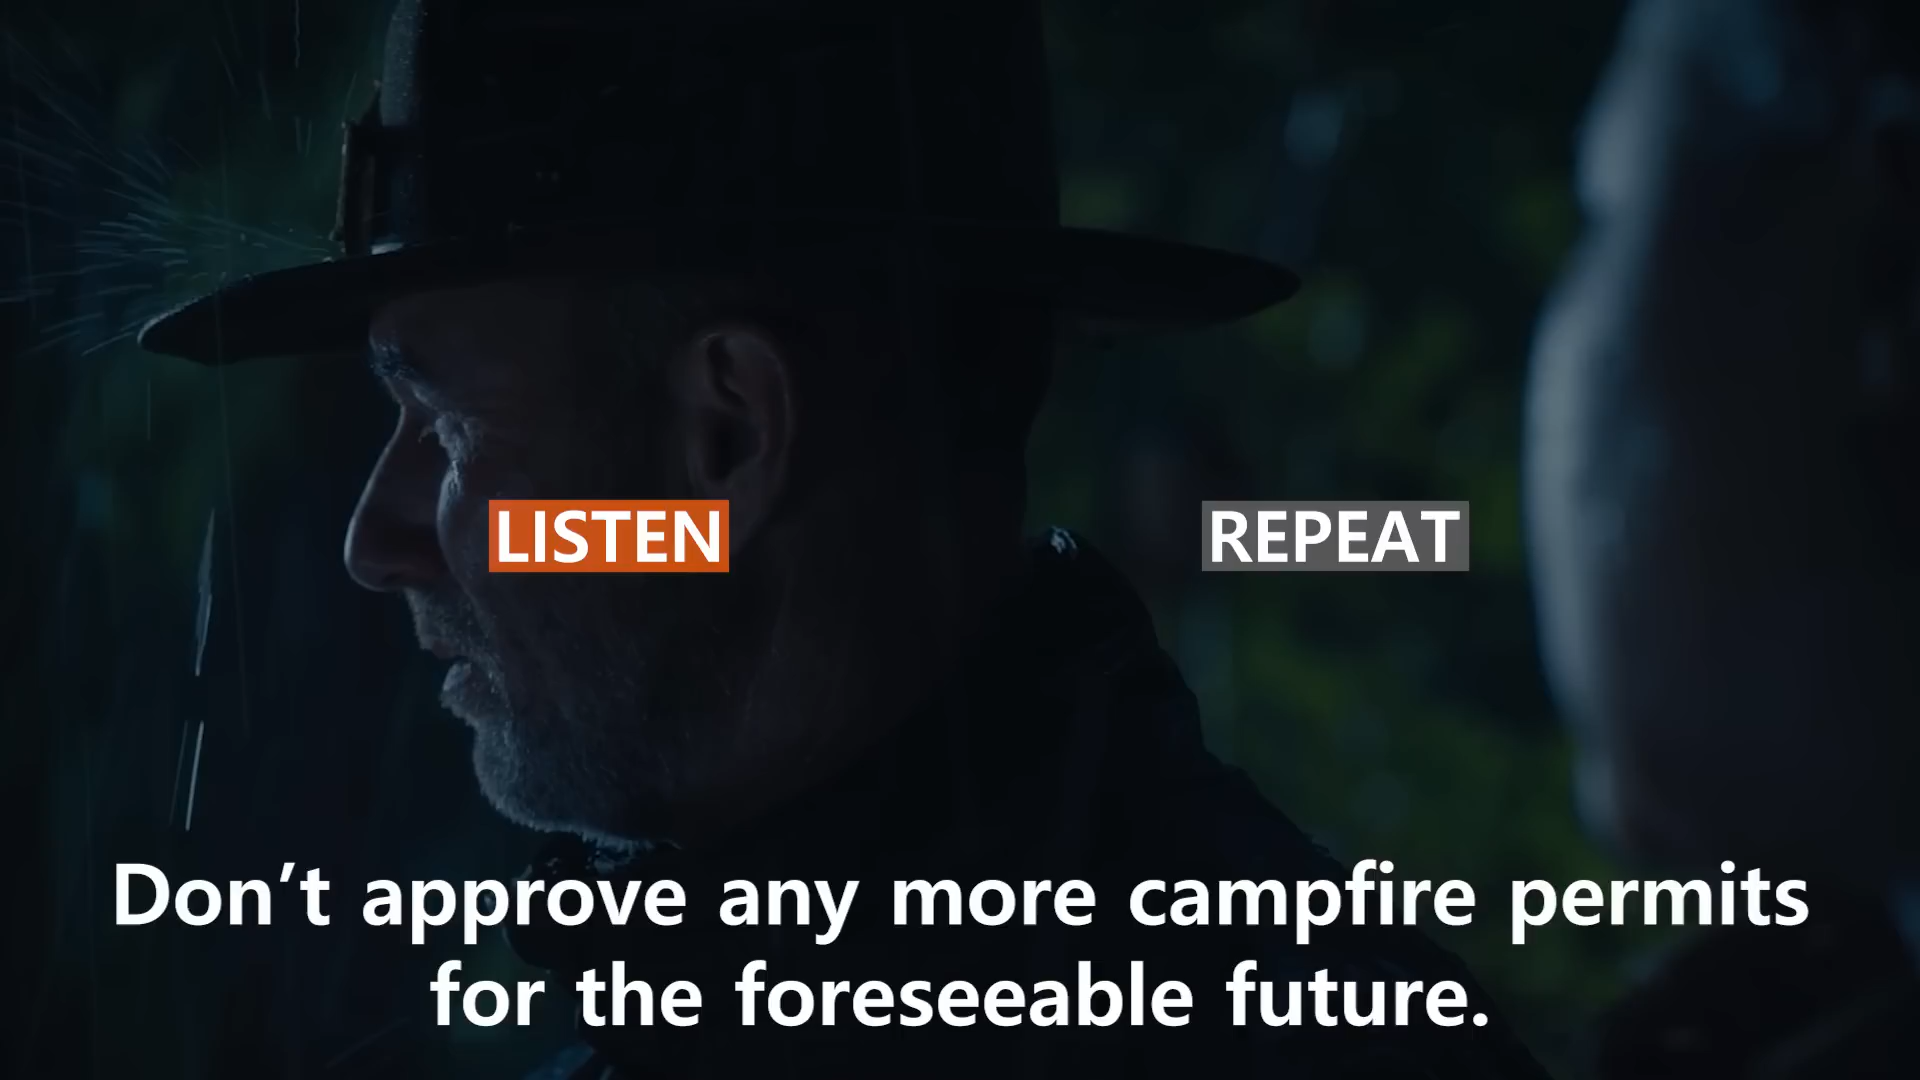 LISTEN REPEAT
Don’t approve any more campfire permits
for the foreseeable future.